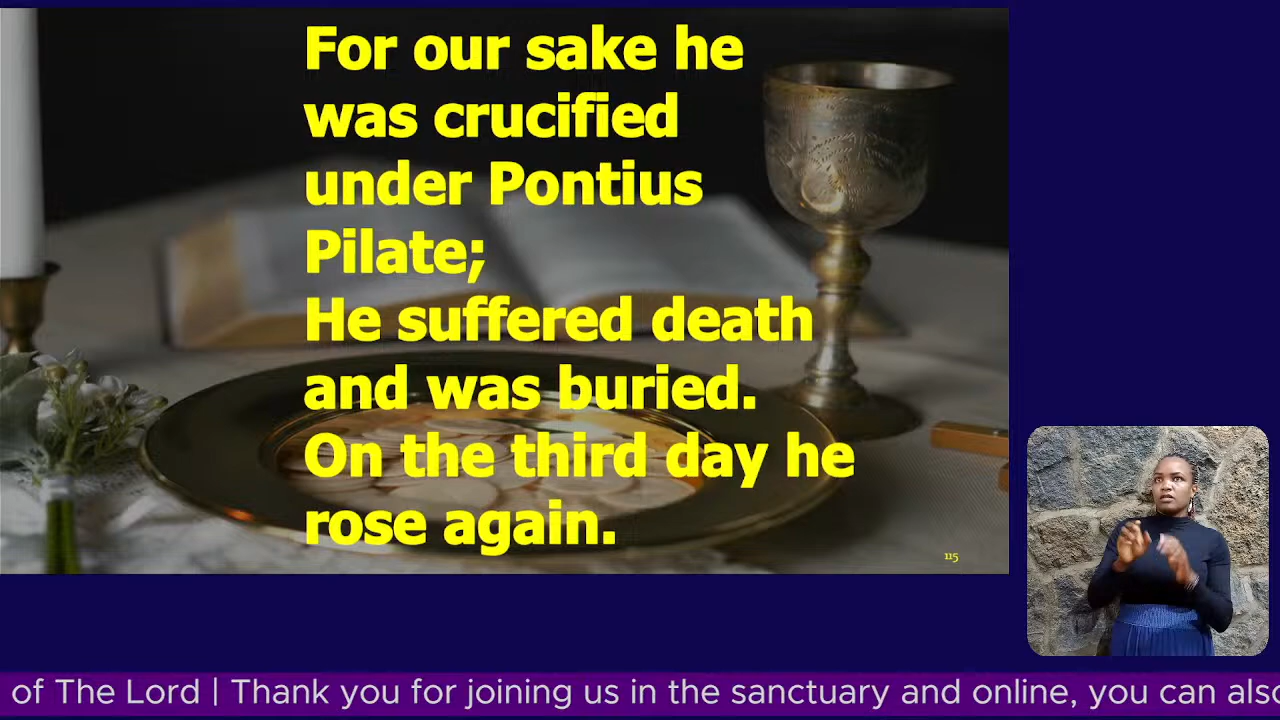 For our sake he
was crucified
under Pontius
Pilate;
He suffered death
and was buried.
On the third day he
rose again.
115
of The Lord | Thank you for joining us in the sanctuary and online, you can also